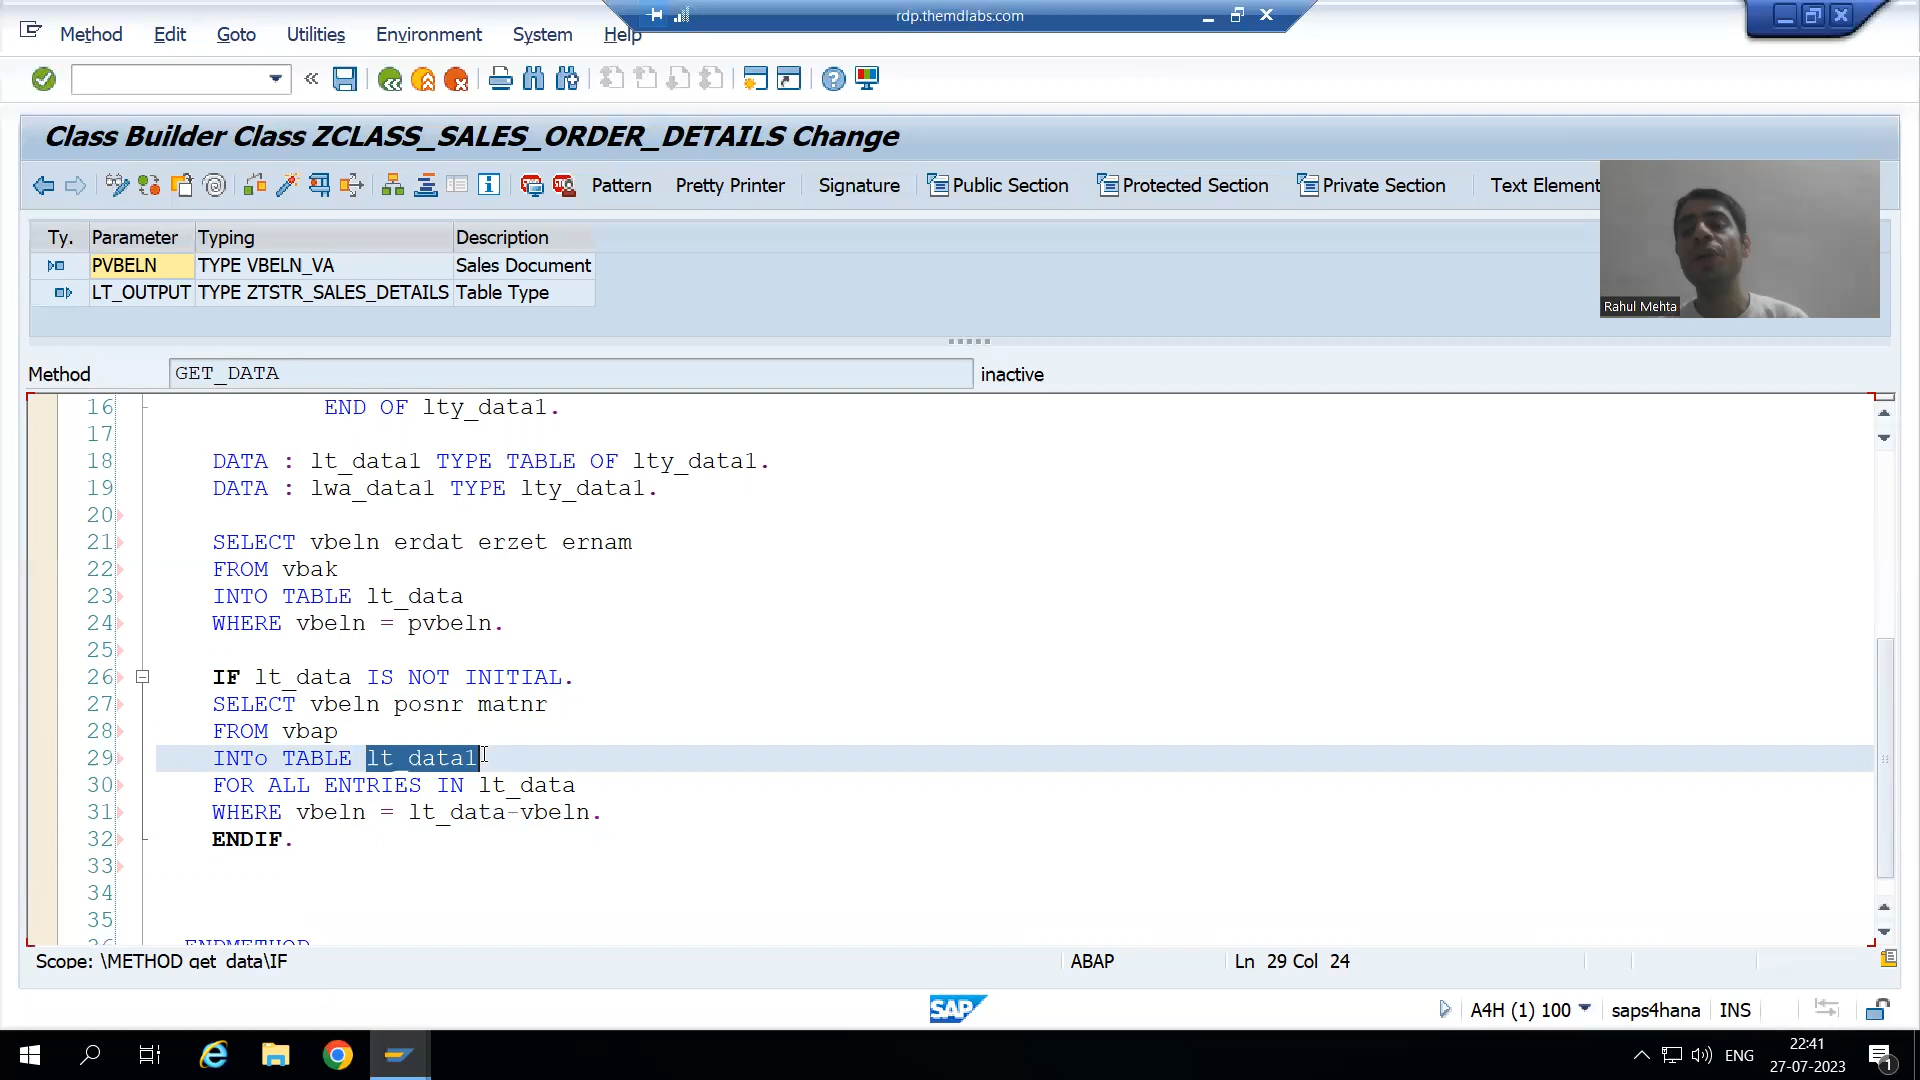 rdp.themdlabs.com
Method Edit Goto Utilities Environment System Help
Class Builder Class ZCLASS_SALES_ORDER_DETAILS Change
Pattern Pretty Printer Signature Public Section Protected Section Private Section Text Element
Ty. Parameter Typing Description
PVBELN TYPE VBELN_VA Sales Document
LT_OUTPUT TYPE ZTSTR_SALES_DETAILS Table Type
Rahul Mehta
Method GET_DATA inactive
16 END OF lty_data1.
17
18 DATA : lt_data1 TYPE TABLE OF lty_data1.
19 DATA : lwa_data1 TYPE lty_data1.
20
21 SELECT vbeln erdat erzet ernam
22 FROM vbak
23 INTO TABLE lt_data
24 WHERE vbeln = pvbeln.
25
26 IF lt_data IS NOT INITIAL.
27 SELECT vbeln posnr matnr
28 FROM vbap
29 INTo TABLE lt_data1
30 FOR ALL ENTRIES IN lt_data
31 WHERE vbeln = lt_data-vbeln.
32 ENDIF.
33
34
35
36 ENDMETHOD
Scope: \METHOD get_data\IF ABAP Ln 29 Col 24
SAP A4H (1) 100 saps4hana INS
ENG 22:41
27-07-2023 1